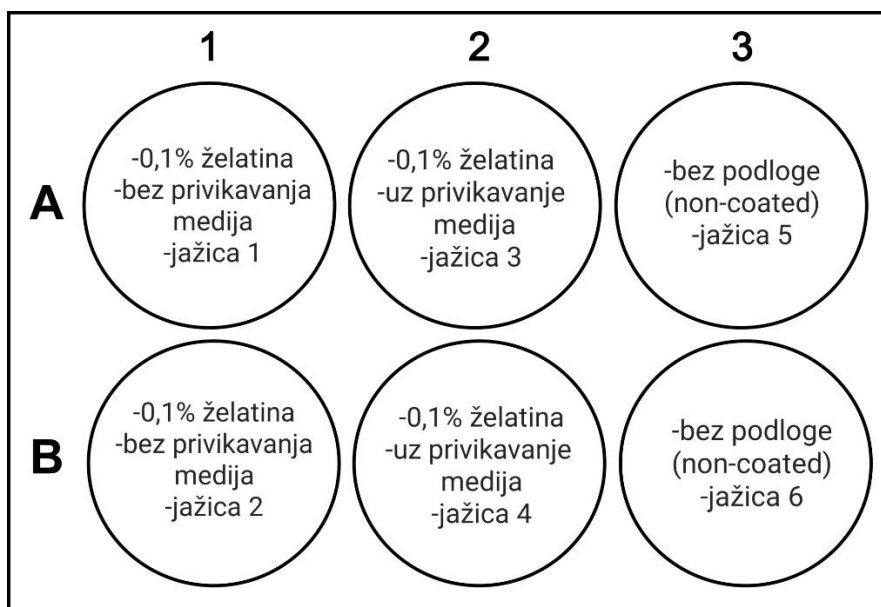 1 2 3
A
-0,1% želatina
-bez privikavanja
medija
-jažica 1
-0,1% želatina
-uz privikavanje
medija
-jažica 3
-bez podloge
(non-coated)
-jažica 5
B
-0,1% želatina
-bez privikavanja
medija
-jažica 2
-0,1% želatina
-uz privikavanje
medija
-jažica 4
-bez podloge
(non-coated)
-jažica 6